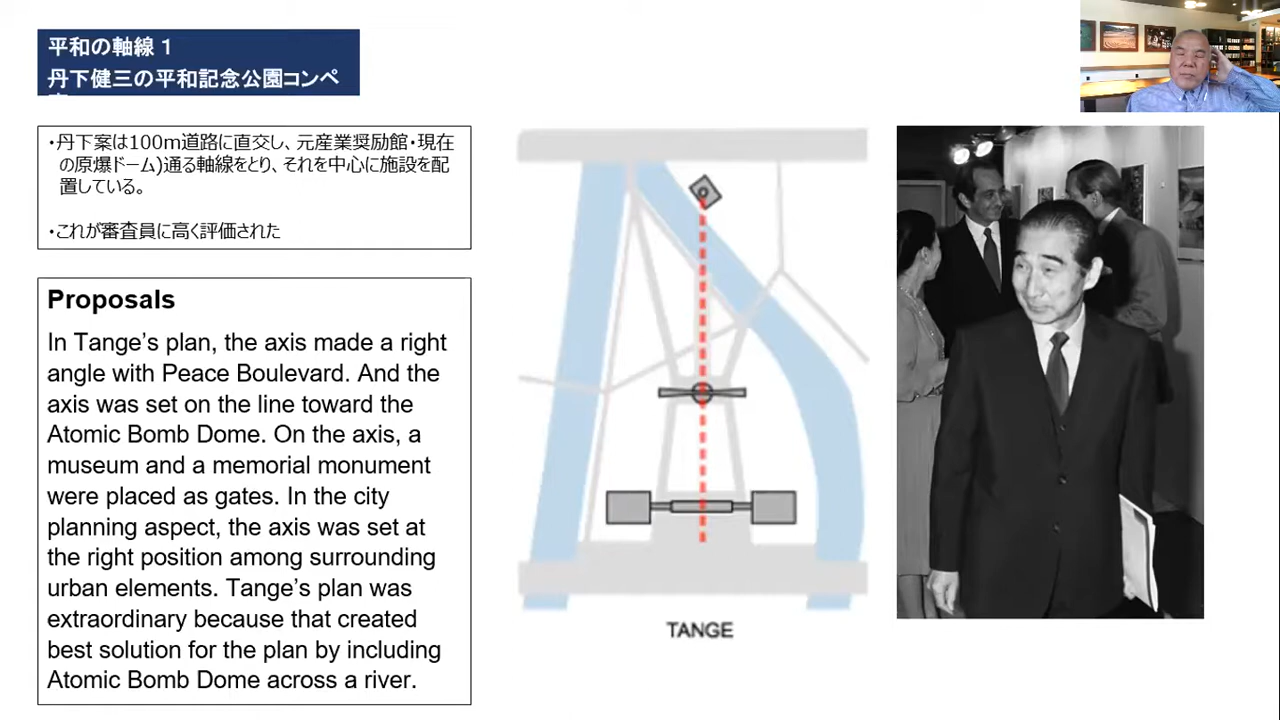 平和の軸線 1
丹下健三の平和記念公園コンペ
・丹下案は100m道路に直交し、元産業奨励館・現在
の原爆ドーム)通る軸線をとり、それを中心に施設を配
置している。
・これが審査員に高く評価された
Proposals
In Tange’s plan, the axis made a right
angle with Peace Boulevard. And the
axis was set on the line toward the
Atomic Bomb Dome. On the axis, a
museum and a memorial monument
were placed as gates. In the city
planning aspect, the axis was set at
the right position among surrounding
urban elements. Tange’s plan was
extraordinary because that created
best solution for the plan by including
Atomic Bomb Dome across a river.
TANGE